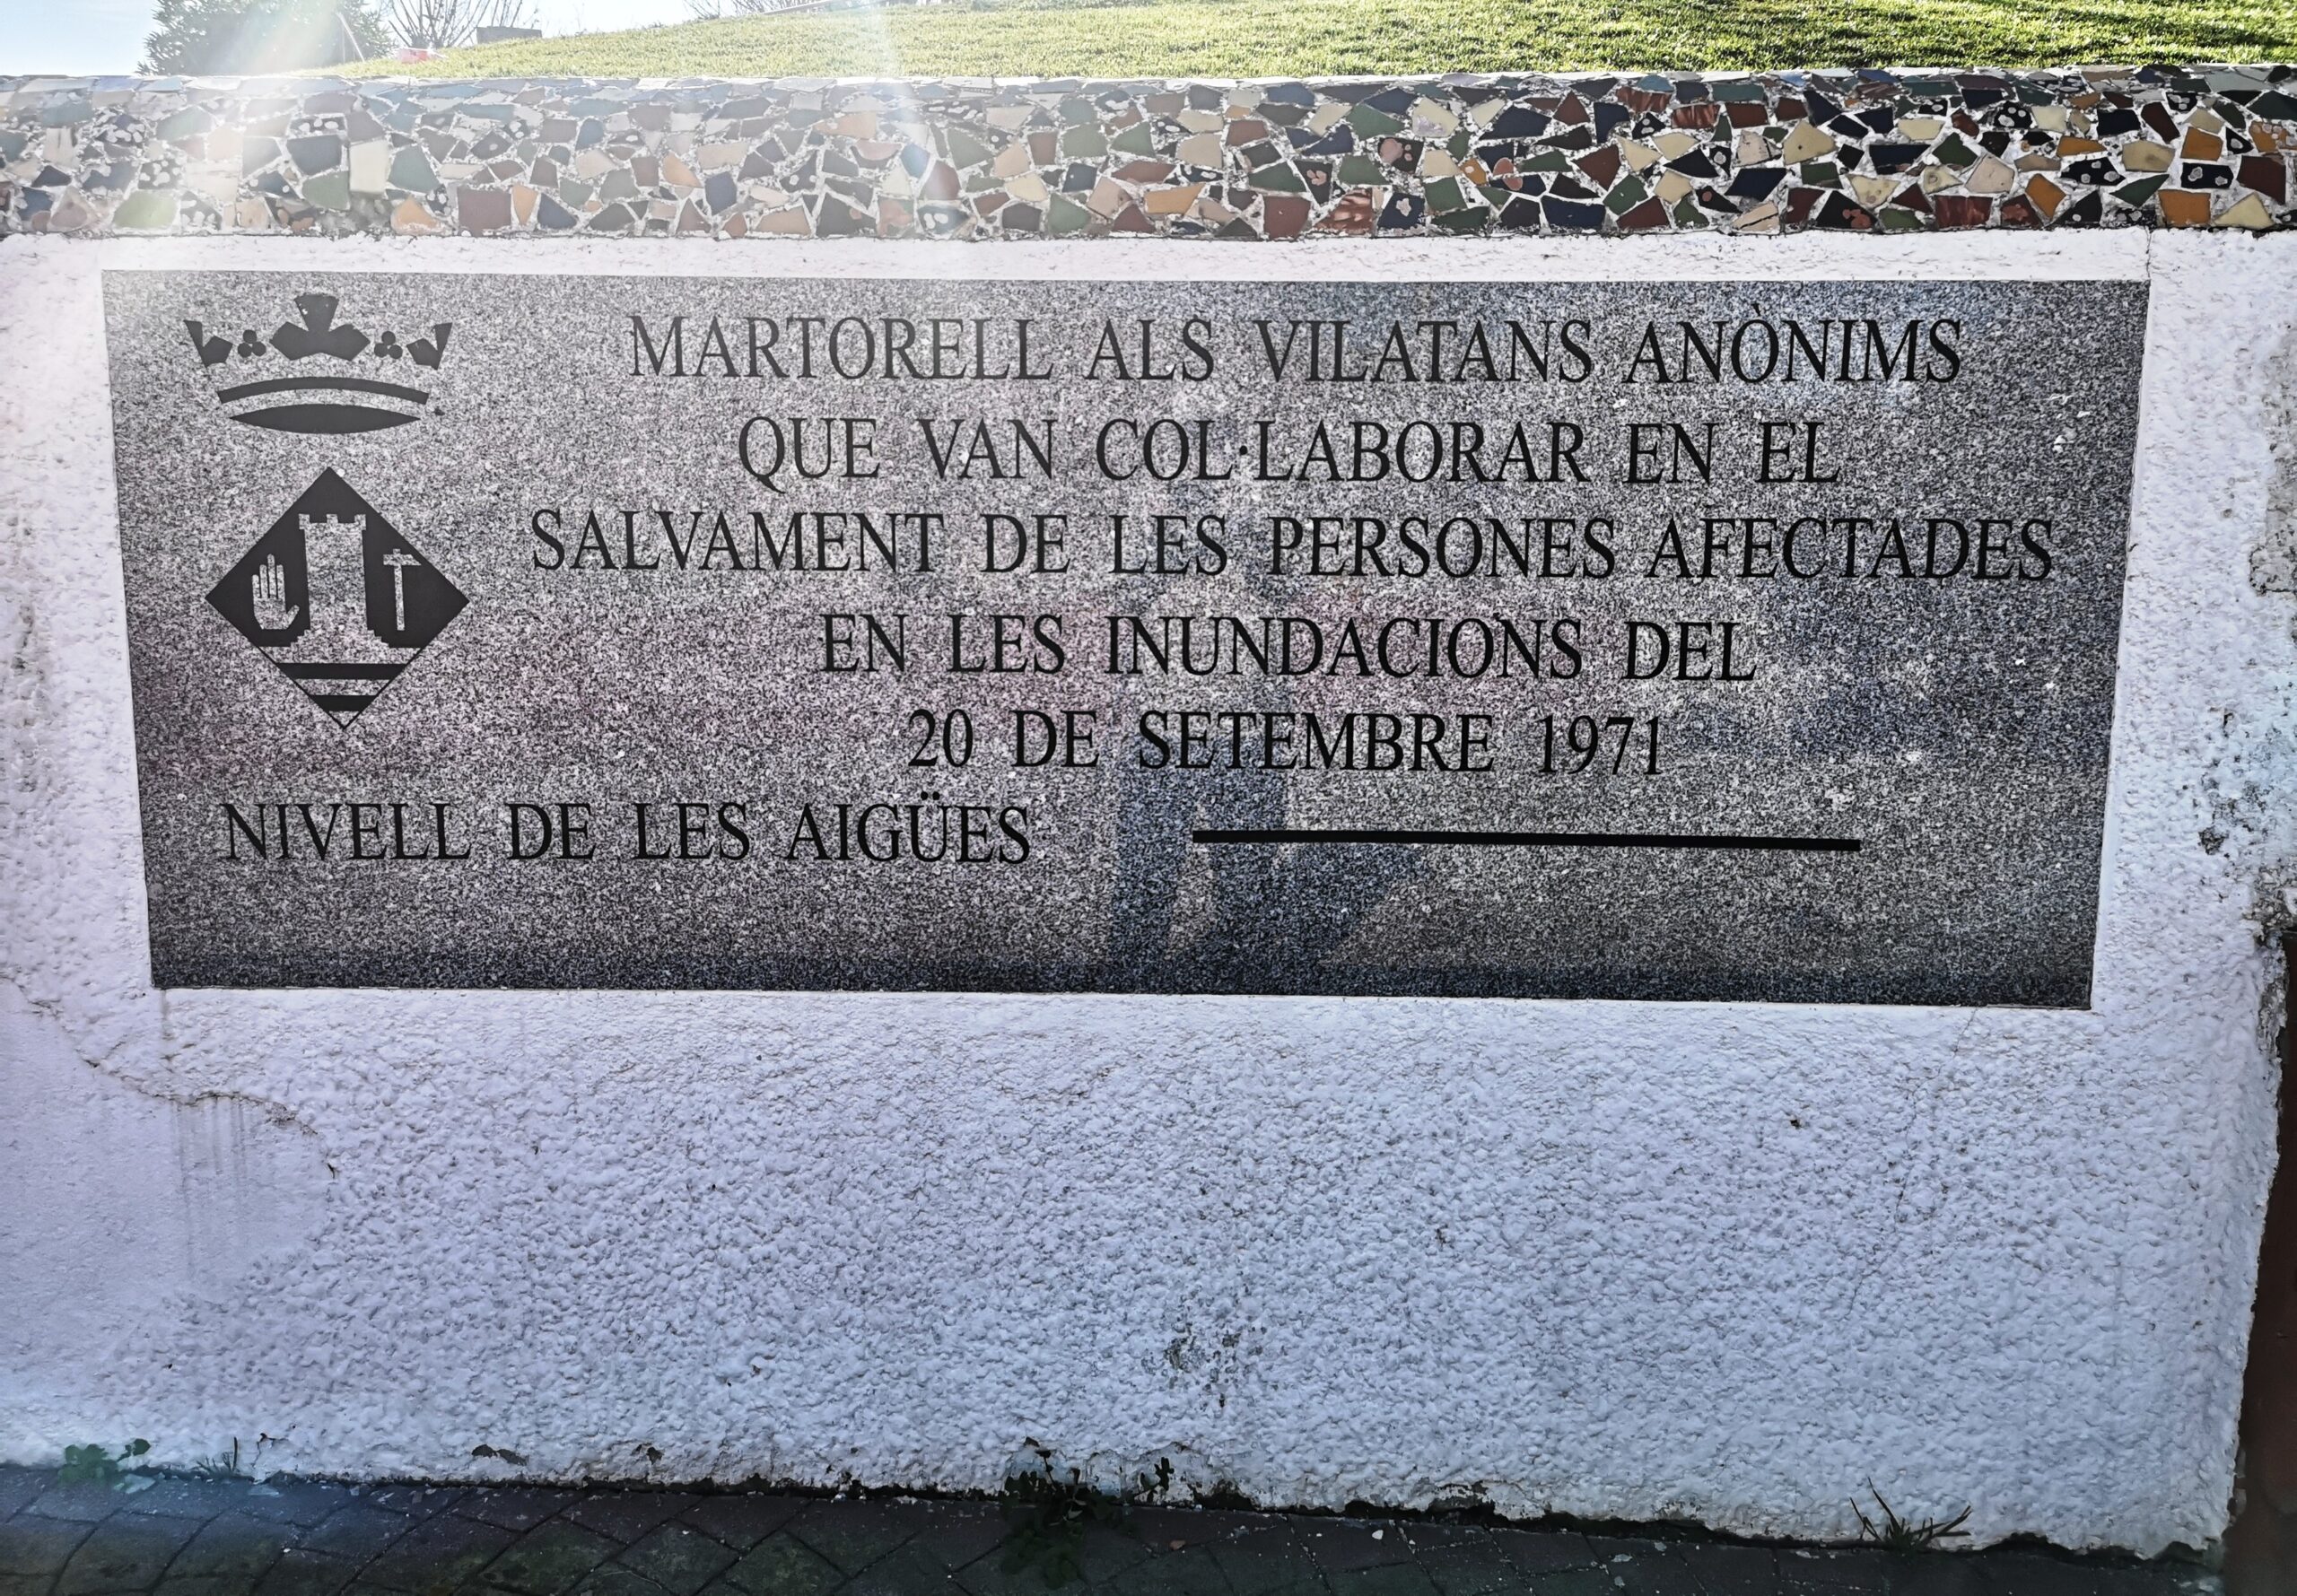 MARTORELL ALS VILATANS ANÒNIMS
QUE VAN COL·LABORAR EN EL
SALVAMENT DE LES PERSONES AFECTADES
EN LES INUNDACIONS DEL
20 DE SETEMBRE 1971
NIVELL DE LES AIGÜES